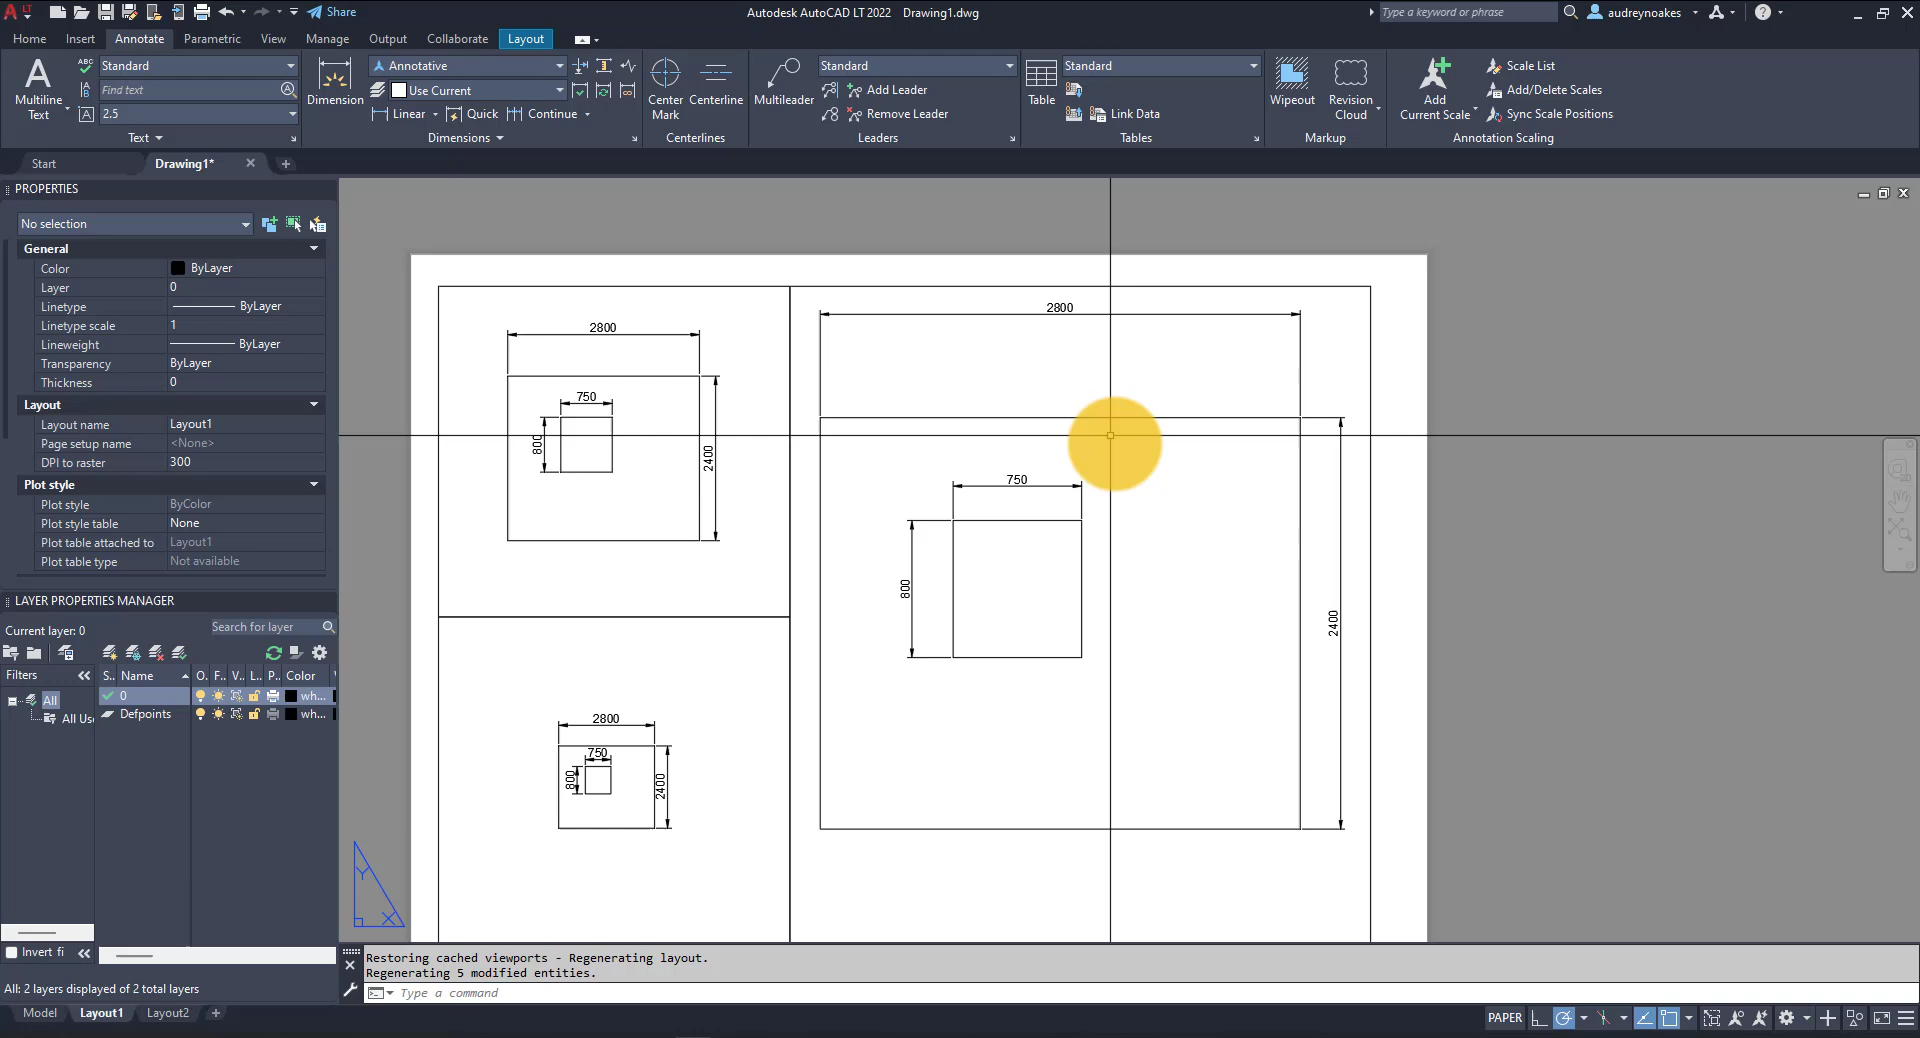 LT
Share
Autodesk AutoCAD LT 2022 Drawing1.dwg
Type a keyword or phrase
audreynoakes
Home
Insert
Annotate
Parametric
View
Manage
Output
Collaborate
Layout
Multiline
Text
ABC
Standard
Find text
2.5
Text
Dimension
Annotative
Use Current
Linear
Quick
Continue
Dimensions
Center
Mark
Centerline
Centerlines
Multileader
Standard
Add Leader
Remove Leader
Leaders
Table
Standard
Link Data
Tables
Wipeout
Revision
Cloud
Markup
Add
Current Scale
Scale List
Add/Delete Scales
Sync Scale Positions
Annotation Scaling
Start
Drawing1*
PROPERTIES
No selection
General
Color ByLayer
Layer 0
Linetype ByLayer
Linetype scale 1
Lineweight ByLayer
Transparency ByLayer
Thickness 0
Layout
Layout name Layout1
Page setup name <None>
DPI to raster 300
Plot style
Plot style ByColor
Plot style table None
Plot table attached to Layout1
Plot table type Not available
LAYER PROPERTIES MANAGER
Current layer: 0
Search for layer
Filters
S.. Name O. F.. V.. L.. P.. Color
All
All Use
0 wh...
Defpoints wh...
Invert fi
All: 2 layers displayed of 2 total layers
2800
750
800
2400
2800
750
800
2400
2800
750
800
2400
Y
X
Restoring cached viewports - Regenerating layout.
Regenerating 5 modified entities.
Type a command
Model
Layout1
Layout2
PAPER